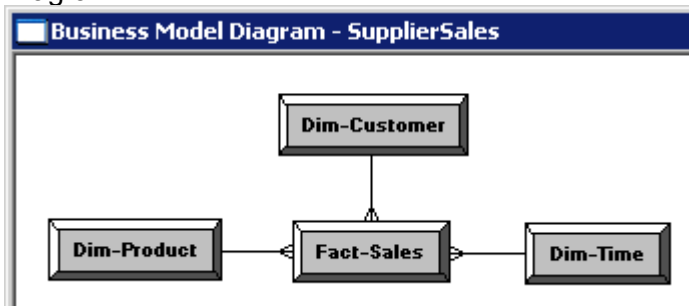 Business Model Diagram - SupplierSales
Dim-Customer
Dim-Product
Fact-Sales
Dim-Time